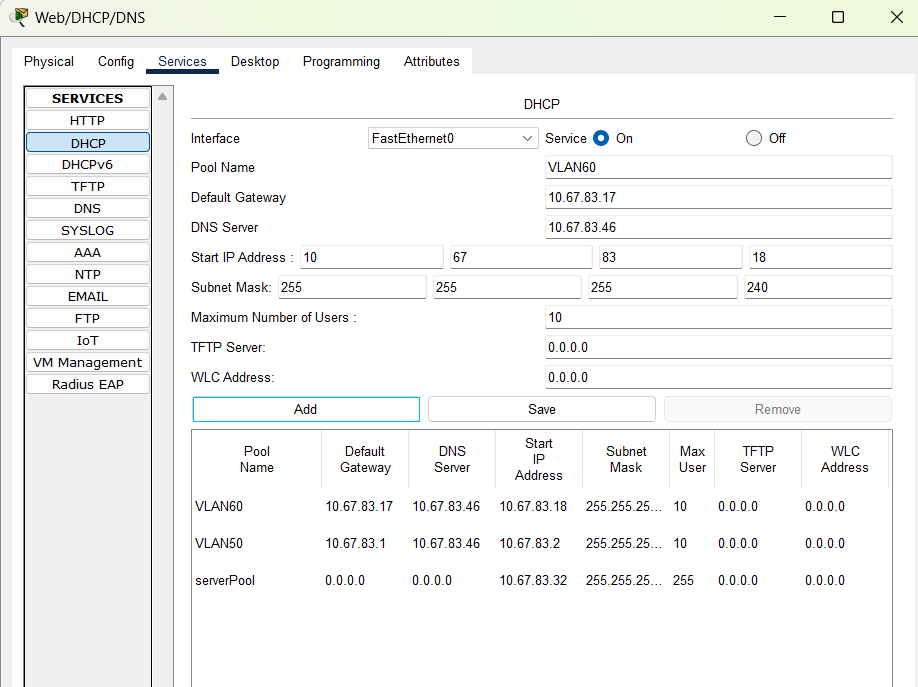 Web/DHCP/DNS
Physical Config Services Desktop Programming Attributes
SERVICES
HTTP
DHCP
DHCPv6
TFTP
DNS
SYSLOG
AAA
NTP
EMAIL
FTP
IoT
VM Management
Radius EAP
DHCP
Interface FastEthernet0 Service On Off
Pool Name VLAN60
Default Gateway 10.67.83.17
DNS Server 10.67.83.46
Start IP Address : 10 67 83 18
Subnet Mask: 255 255 255 240
Maximum Number of Users : 10
TFTP Server: 0.0.0.0
WLC Address: 0.0.0.0
Add Save Remove
Pool Name Default Gateway DNS Server Start IP Address Subnet Mask Max User TFTP Server WLC Address
VLAN60 10.67.83.17 10.67.83.46 10.67.83.18 255.255.25... 10 0.0.0.0 0.0.0.0
VLAN50 10.67.83.1 10.67.83.46 10.67.83.2 255.255.25... 10 0.0.0.0 0.0.0.0
serverPool 0.0.0.0 0.0.0.0 10.67.83.32 255.255.25... 255 0.0.0.0 0.0.0.0